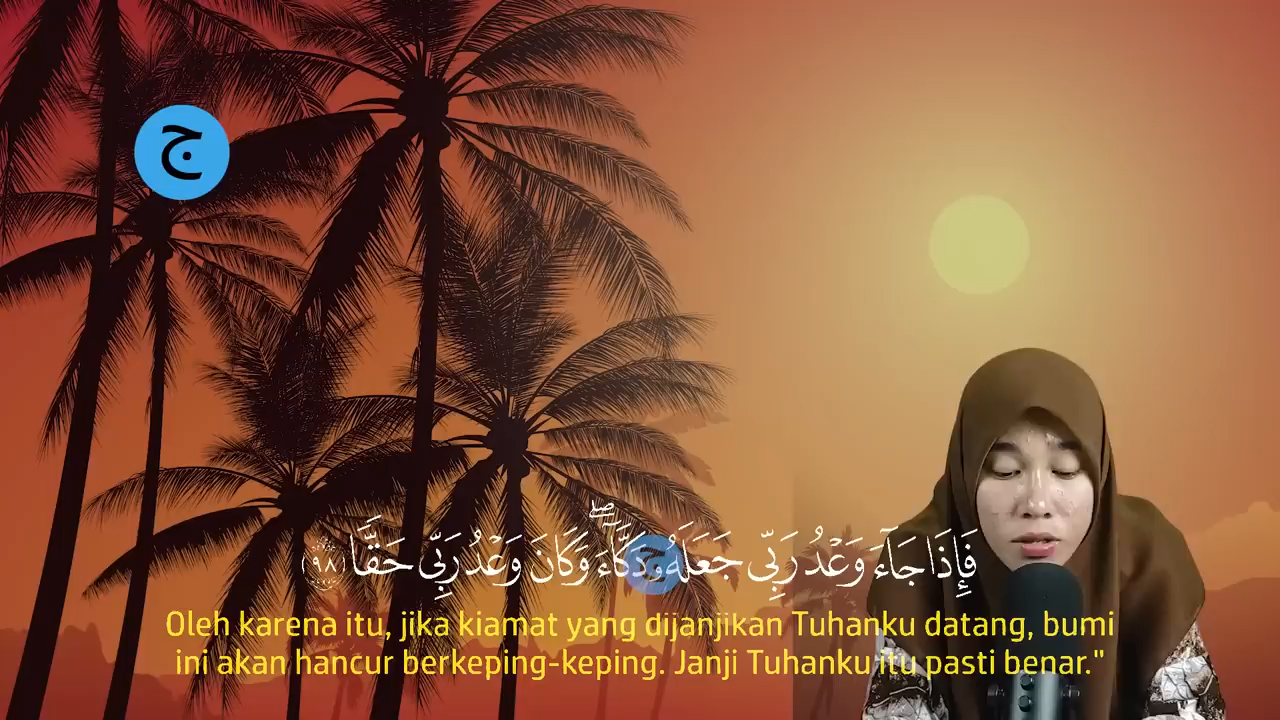 ج
فَإِذَا جَآءَ وَعْدُ رَبِّى جَعَلَهُۥ دَكَّآءَ ۖ وَكَانَ وَعْدُ رَبِّى حَقًّا ﴿٩٨﴾
ج
Oleh karena itu, jika kiamat yang dijanjikan Tuhanku datang, bumi
ini akan hancur berkeping-keping. Janji Tuhanku itu pasti benar."